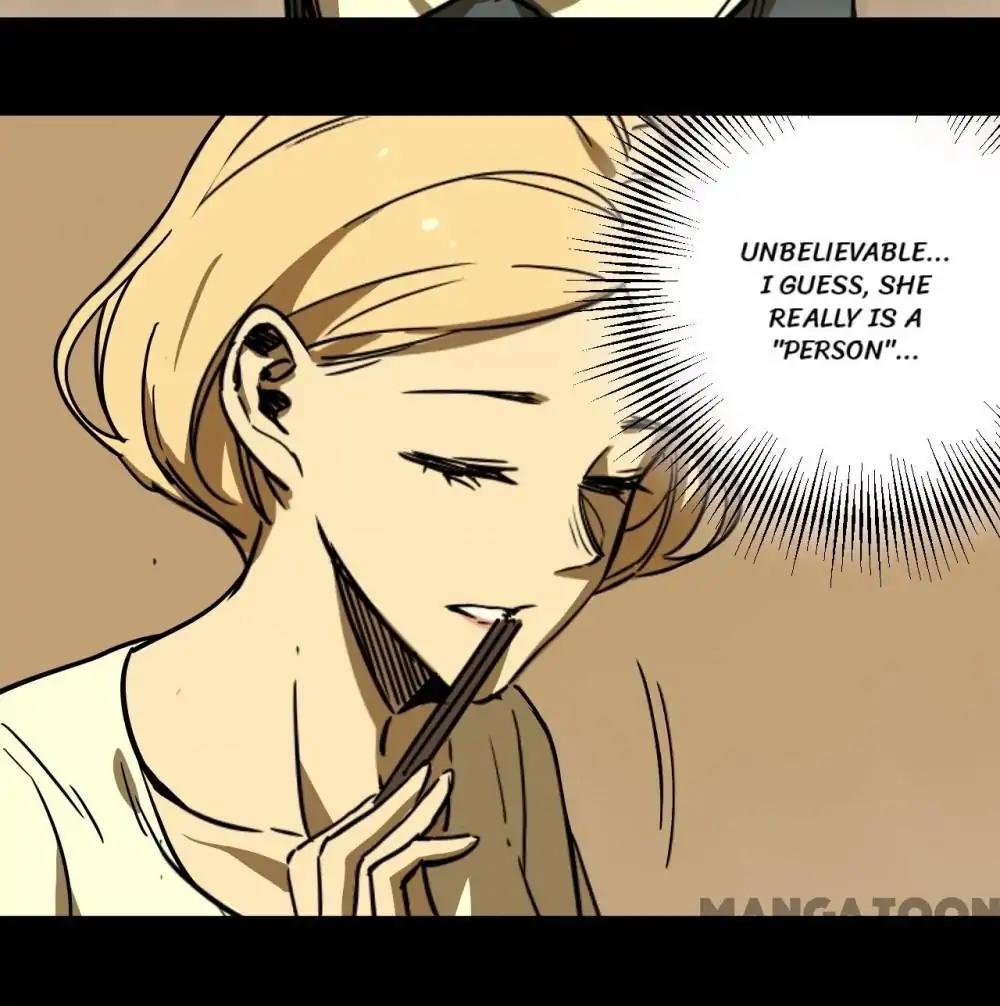 UNBELIEVABLE...
I GUESS, SHE
REALLY IS A
"PERSON"...
MANGATOON